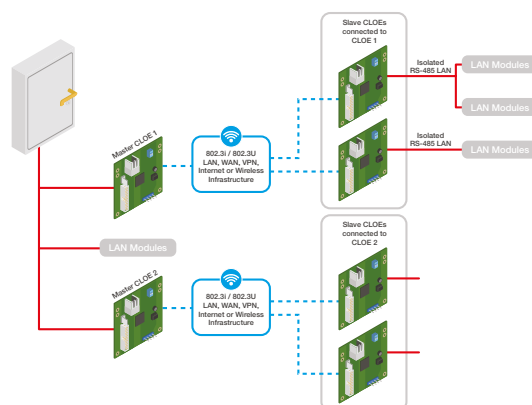 Slave CLOEs
connected to
CLOE 1
Isolated
RS-485 LAN
LAN Modules
LAN Modules
Master CLOE 1
802.3i / 802.3U
LAN, WAN, VPN,
Internet or Wireless
Infrastructure
Isolated
RS-485 LAN
LAN Modules
LAN Modules
Slave CLOEs
connected to
CLOE 2
Master CLOE 2
802.3i / 802.3U
LAN, WAN, VPN,
Internet or Wireless
Infrastructure